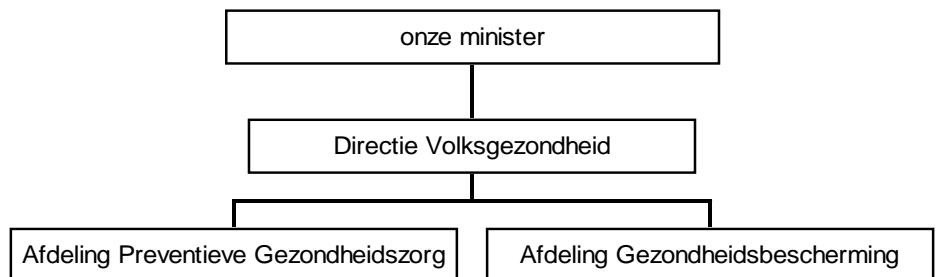 onze minister
Directie Volksgezondheid
Afdeling Preventieve Gezondheidszorg
Afdeling Gezondheidsbescherming